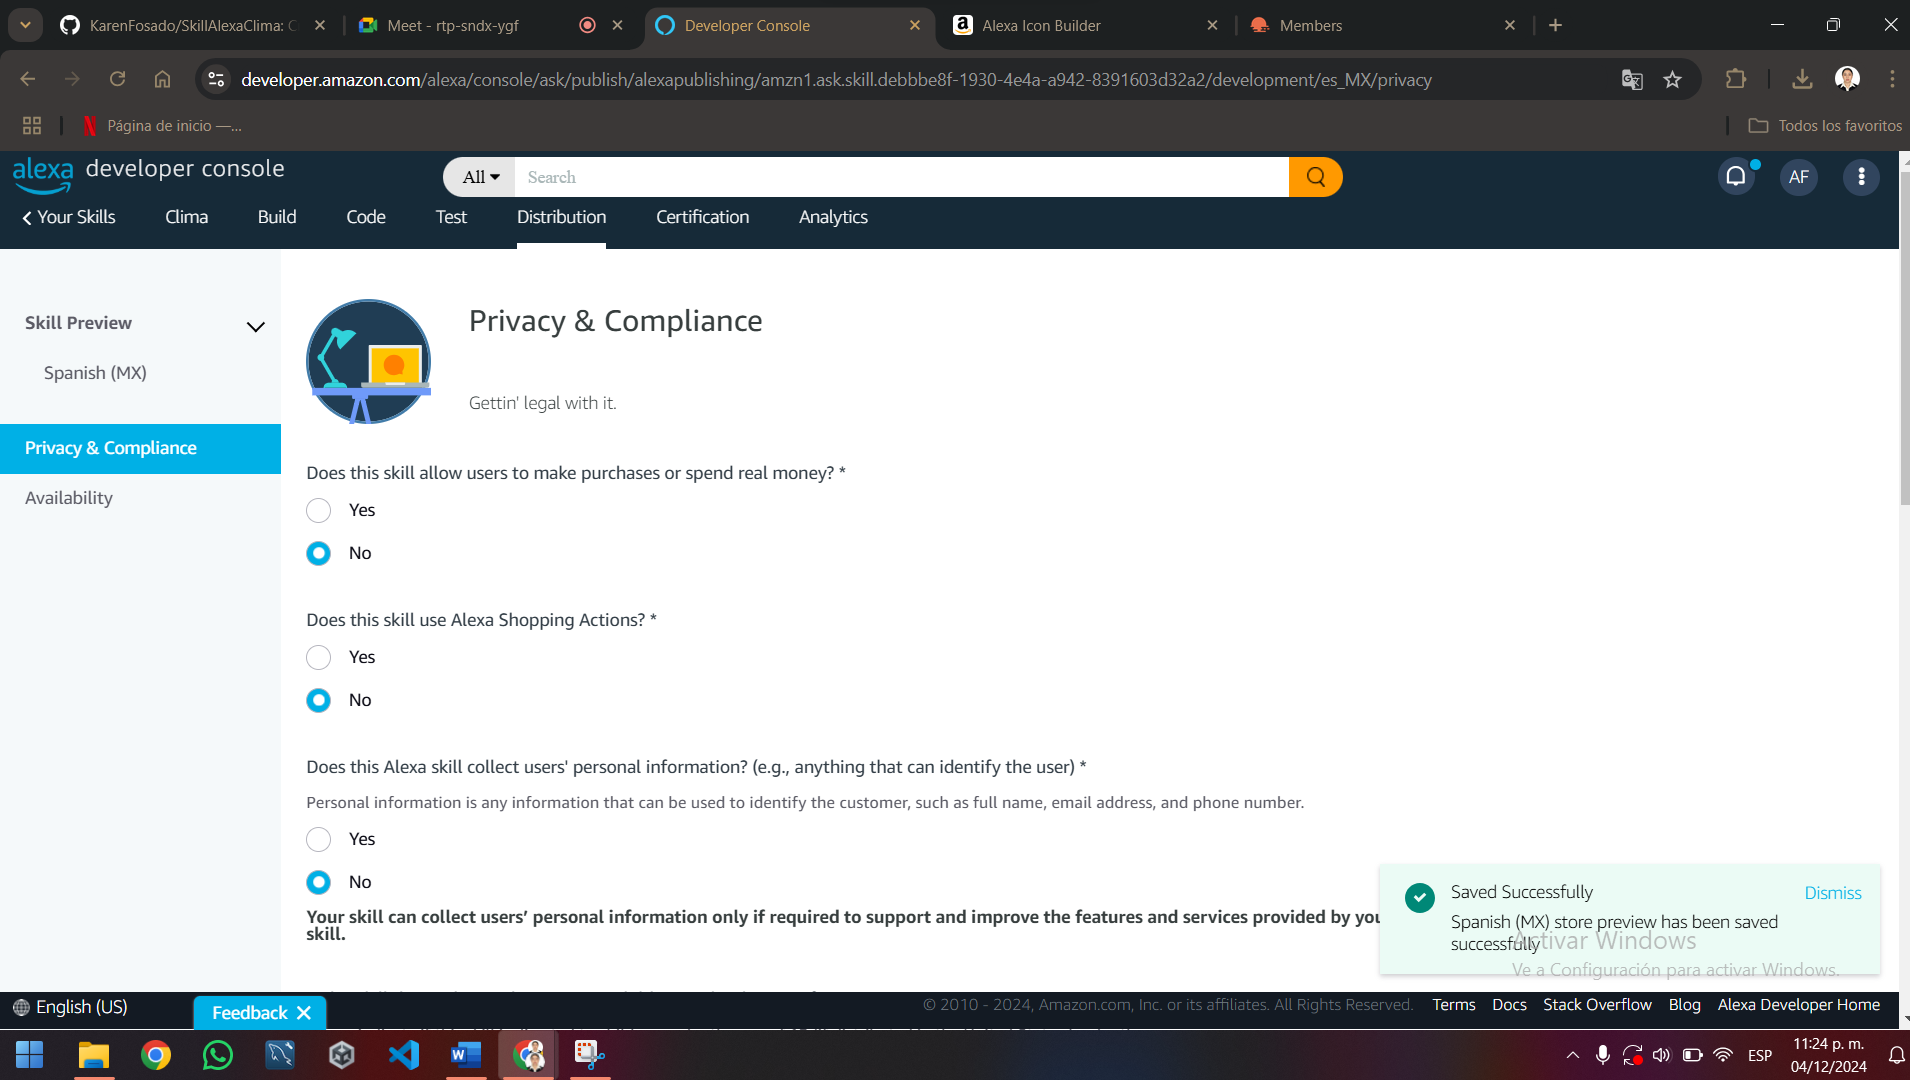 KarenFosado/SkillAlexaClima: C
Meet - rtp-sndx-ygf
Developer Console
Alexa Icon Builder
Members
developer.amazon.com/alexa/console/ask/publish/alexapublishing/amzn1.ask.skill.debbbe8f-1930-4e4a-a942-8391603d32a2/development/es_MX/privacy
Página de inicio —...
Todos los favoritos
alexa developer console
All
Search
AF
Your Skills
Clima
Build
Code
Test
Distribution
Certification
Analytics
Skill Preview
Spanish (MX)
Privacy & Compliance
Availability
Privacy & Compliance
Gettin' legal with it.
Does this skill allow users to make purchases or spend real money? *
Yes
No
Does this skill use Alexa Shopping Actions? *
Yes
No
Does this Alexa skill collect users' personal information? (e.g., anything that can identify the user) *
Personal information is any information that can be used to identify the customer, such as full name, email address, and phone number.
Yes
No
Your skill can collect users’ personal information only if required to support and improve the features and services provided by you
skill.
Saved Successfully
Dismiss
Spanish (MX) store preview has been saved
successfully
Activar Windows
Ve a Configuración para activar Windows.
English (US)
Feedback
© 2010 - 2024, Amazon.com, Inc. or its affiliates. All Rights Reserved.
Terms
Docs
Stack Overflow
Blog
Alexa Developer Home
ESP
11:24 p. m.
04/12/2024